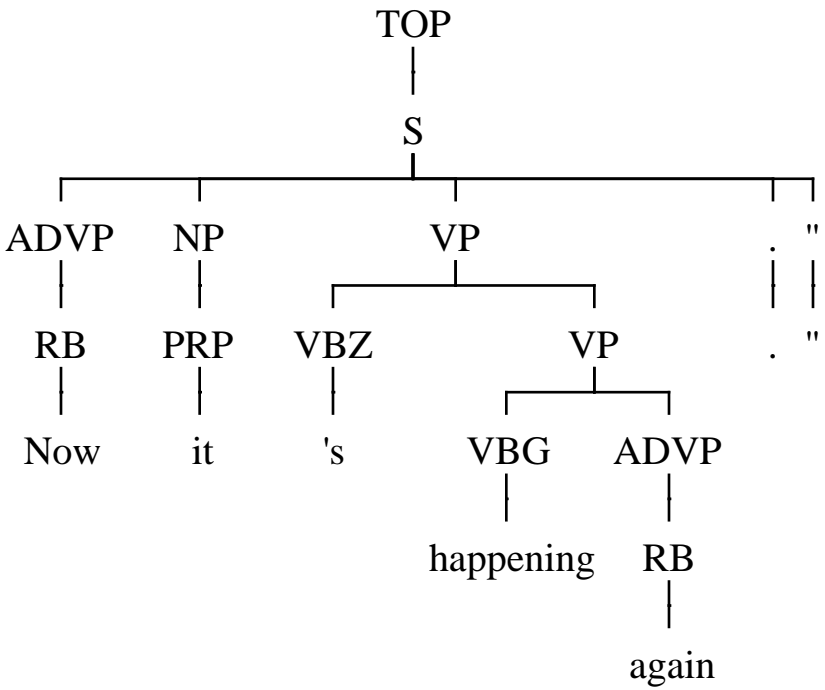 TOP
S
ADVP NP VP . "
RB PRP VBZ VP . "
Now it 's VBG ADVP
happening RB
again